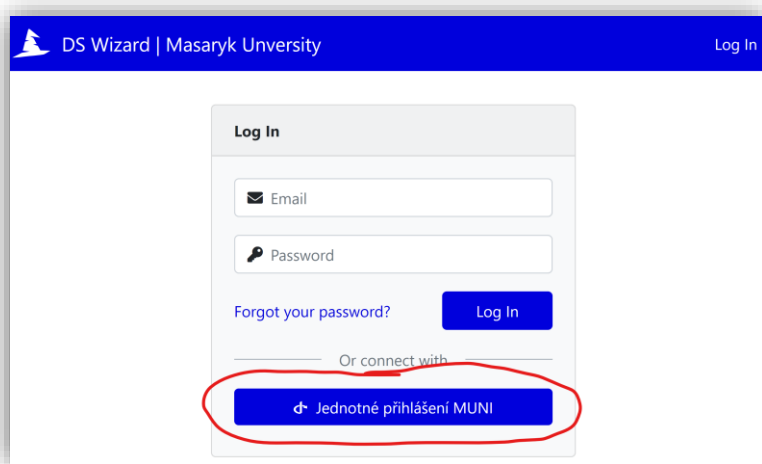 DS Wizard | Masaryk Unversity
Log In
Log In
Email
Password
Forgot your password?
Log In
Or connect with
Jednotné přihlášení MUNI